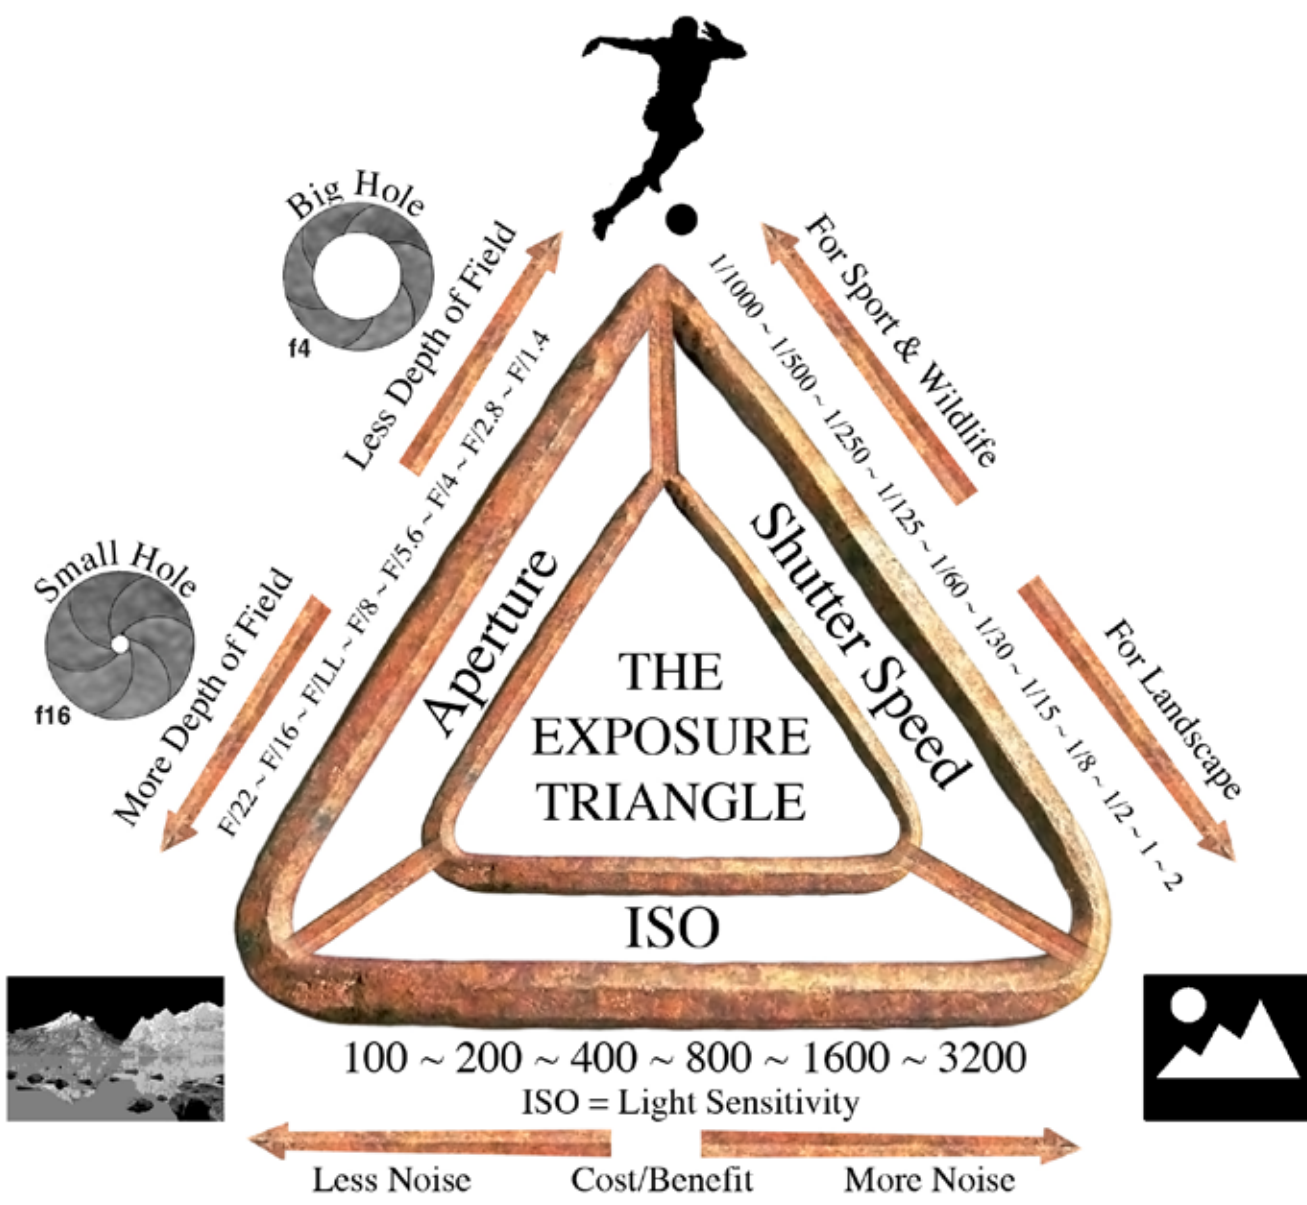 Big Hole
f4
Less Depth of Field
F/22 ~ F/16 ~ F/LL ~ F/8 ~ F/5.6 ~ F/4 ~ F/2.8 ~ F/1.4
Small Hole
f16
More Depth of Field
For Sport & Wildlife
1/1000 ~ 1/500 ~ 1/250 ~ 1/125 ~ 1/60 ~ 1/30 ~ 1/15 ~ 1/8 ~ 1/2 ~ 1 ~ 2
For Landscape
Aperture
Shutter Speed
THE
EXPOSURE
TRIANGLE
ISO
100 ~ 200 ~ 400 ~ 800 ~ 1600 ~ 3200
ISO = Light Sensitivity
Less Noise
Cost/Benefit
More Noise